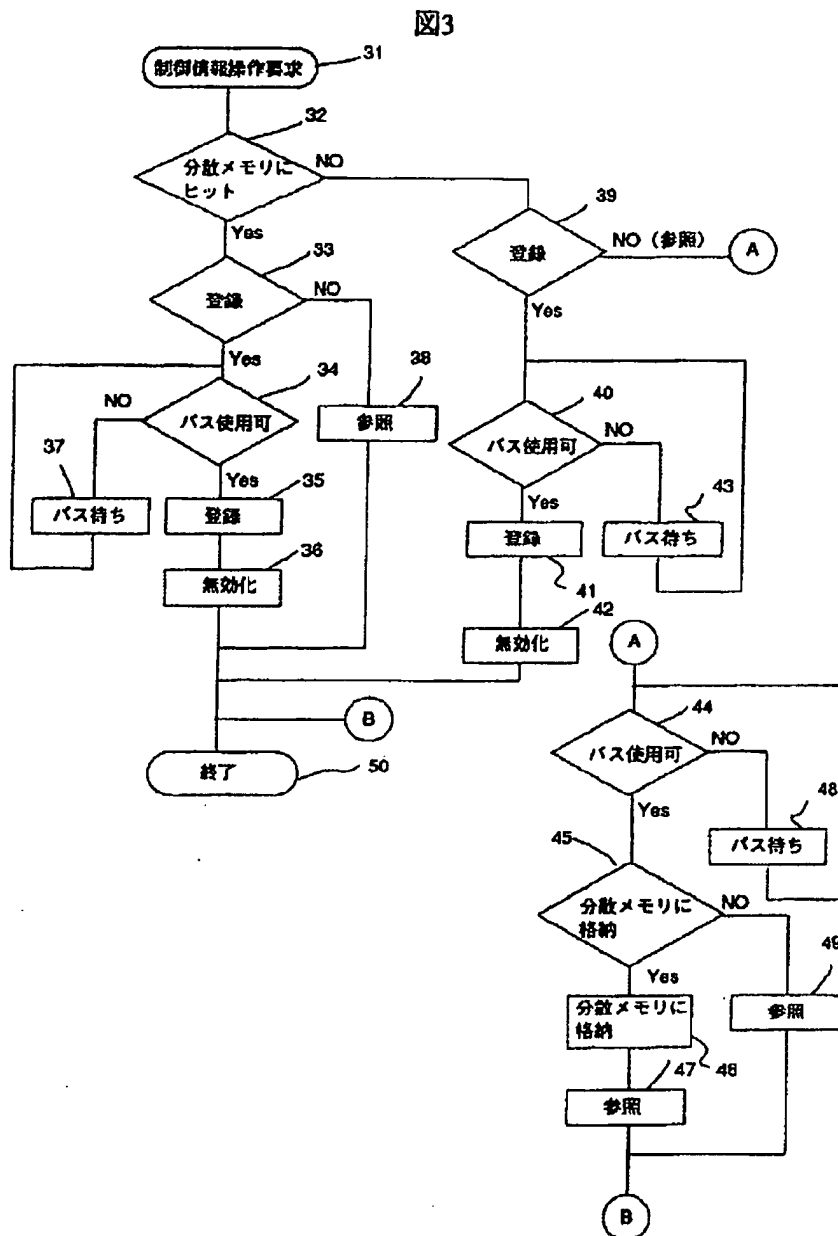 図3
制御情報操作要求
31
32
分散メモリに
ヒット
NO
Yes
33
登録
NO
Yes
34
バス使用可
NO
37
バス待ち
Yes
35
登録
36
無効化
38
参照
39
登録
NO (参照)
A
Yes
40
バス使用可
NO
Yes
43
バス待ち
登録
41
42
無効化
B
終了
50
A
44
バス使用可
NO
Yes
48
バス待ち
45
分散メモリに
格納
NO
Yes
49
参照
分散メモリに
格納
46
47
参照
B